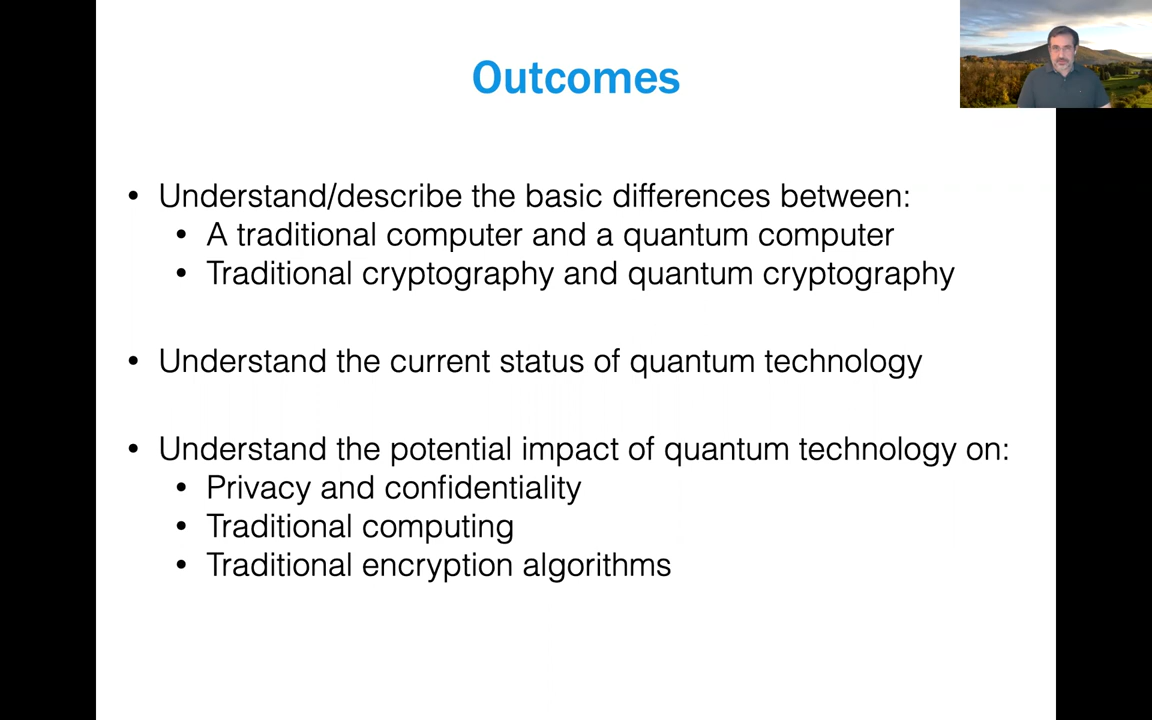 Outcomes
• Understand/describe the basic differences between:
• A traditional computer and a quantum computer
• Traditional cryptography and quantum cryptography
• Understand the current status of quantum technology
• Understand the potential impact of quantum technology on:
• Privacy and confidentiality
• Traditional computing
• Traditional encryption algorithms